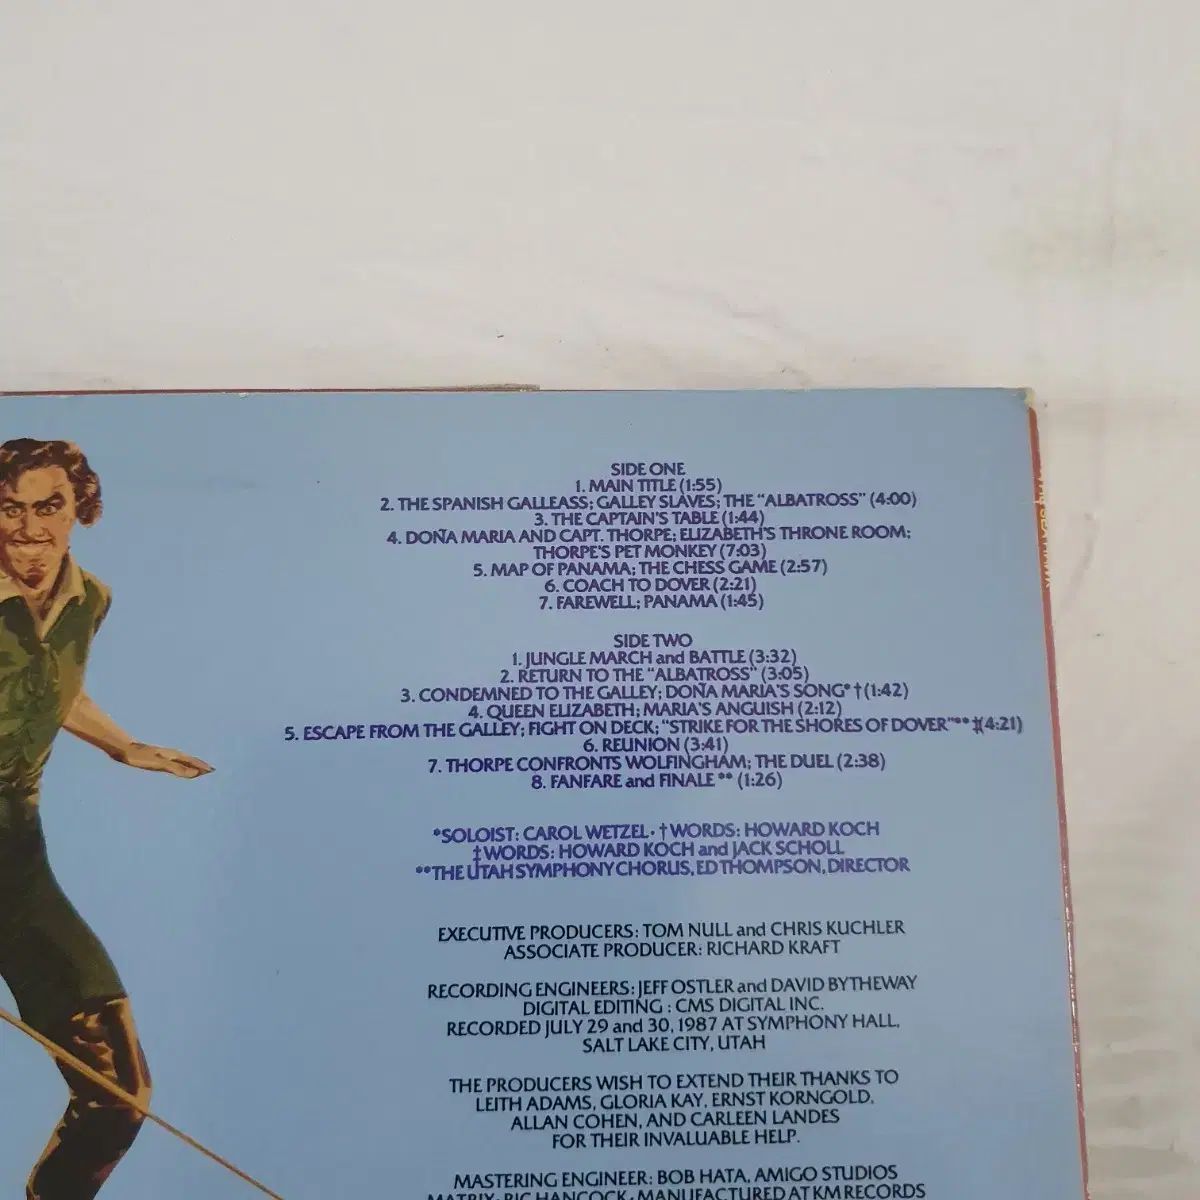 SIDE ONE
1. MAIN TITLE (1:55)
2. THE SPANISH GALLEASS; GALLEY SLAVES; THE "ALBATROSS" (4:00)
3. THE CAPTAIN'S TABLE (1:44)
4. DOÑA MARIA AND CAPT. THORPE; ELIZABETH'S THRONE ROOM;
THORPE'S PET MONKEY (7:03)
5. MAP OF PANAMA; THE CHESS GAME (2:57)
6. COACH TO DOVER (2:21)
7. FAREWELL; PANAMA (1:45)
SIDE TWO
1. JUNGLE MARCH and BATTLE (3:32)
2. RETURN TO THE "ALBATROSS" (3:05)
3. CONDEMNED TO THE GALLEY; DOÑA MARIA'S SONG* † (1:42)
4. QUEEN ELIZABETH; MARIA'S ANGUISH (2:12)
5. ESCAPE FROM THE GALLEY; FIGHT ON DECK; "STRIKE FOR THE SHORES OF DOVER"** ‡(4:21)
6. REUNION (3:41)
7. THORPE CONFRONTS WOLFINGHAM; THE DUEL (2:38)
8. FANFARE and FINALE ** (1:26)
*SOLOIST: CAROL WETZEL • † WORDS: HOWARD KOCH
‡WORDS: HOWARD KOCH and JACK SCHOLL
**THE UTAH SYMPHONY CHORUS, ED THOMPSON, DIRECTOR
EXECUTIVE PRODUCERS: TOM NULL and CHRIS KUCHLER
ASSOCIATE PRODUCER: RICHARD KRAFT
RECORDING ENGINEERS: JEFF OSTLER and DAVID BYTHEWAY
DIGITAL EDITING : CMS DIGITAL INC.
RECORDED JULY 29 and 30, 1987 AT SYMPHONY HALL,
SALT LAKE CITY, UTAH
THE PRODUCERS WISH TO EXTEND THEIR THANKS TO
LEITH ADAMS, GLORIA KAY, ERNST KORNGOLD,
ALLAN COHEN, AND CARLEEN LANDES
FOR THEIR INVALUABLE HELP.
MASTERING ENGINEER: BOB HATA, AMIGO STUDIOS
MATRIX: RIC HANCOCK • MANUFACTURED AT KM RECORDS